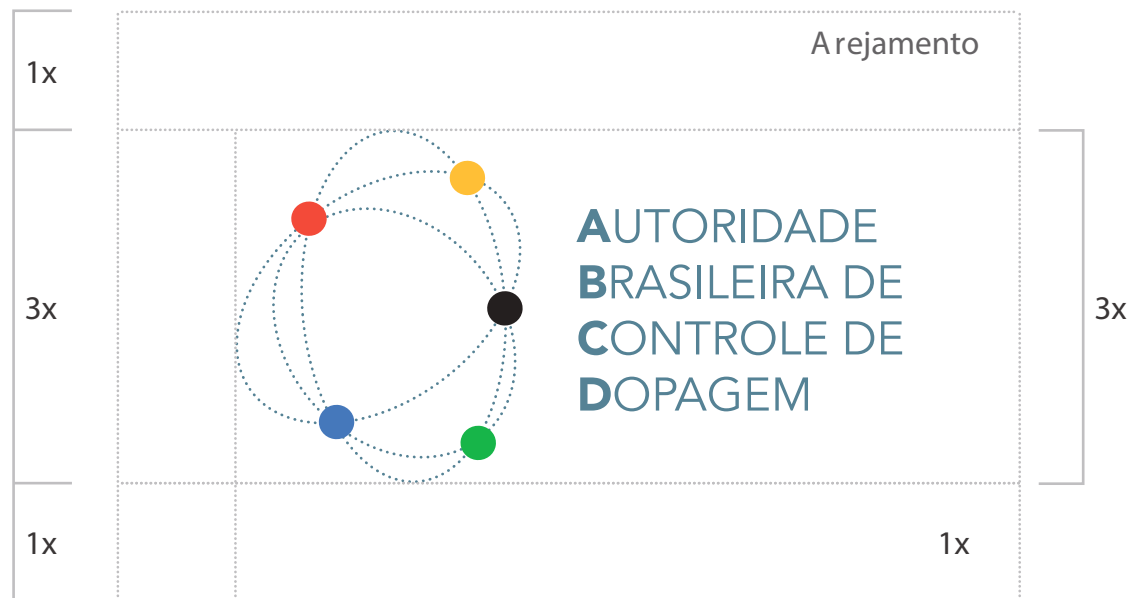 Arejamento
1x
3x
AUTORIDADE
BRASILEIRA DE
CONTROLE DE
DOPAGEM
3x
1x
1x